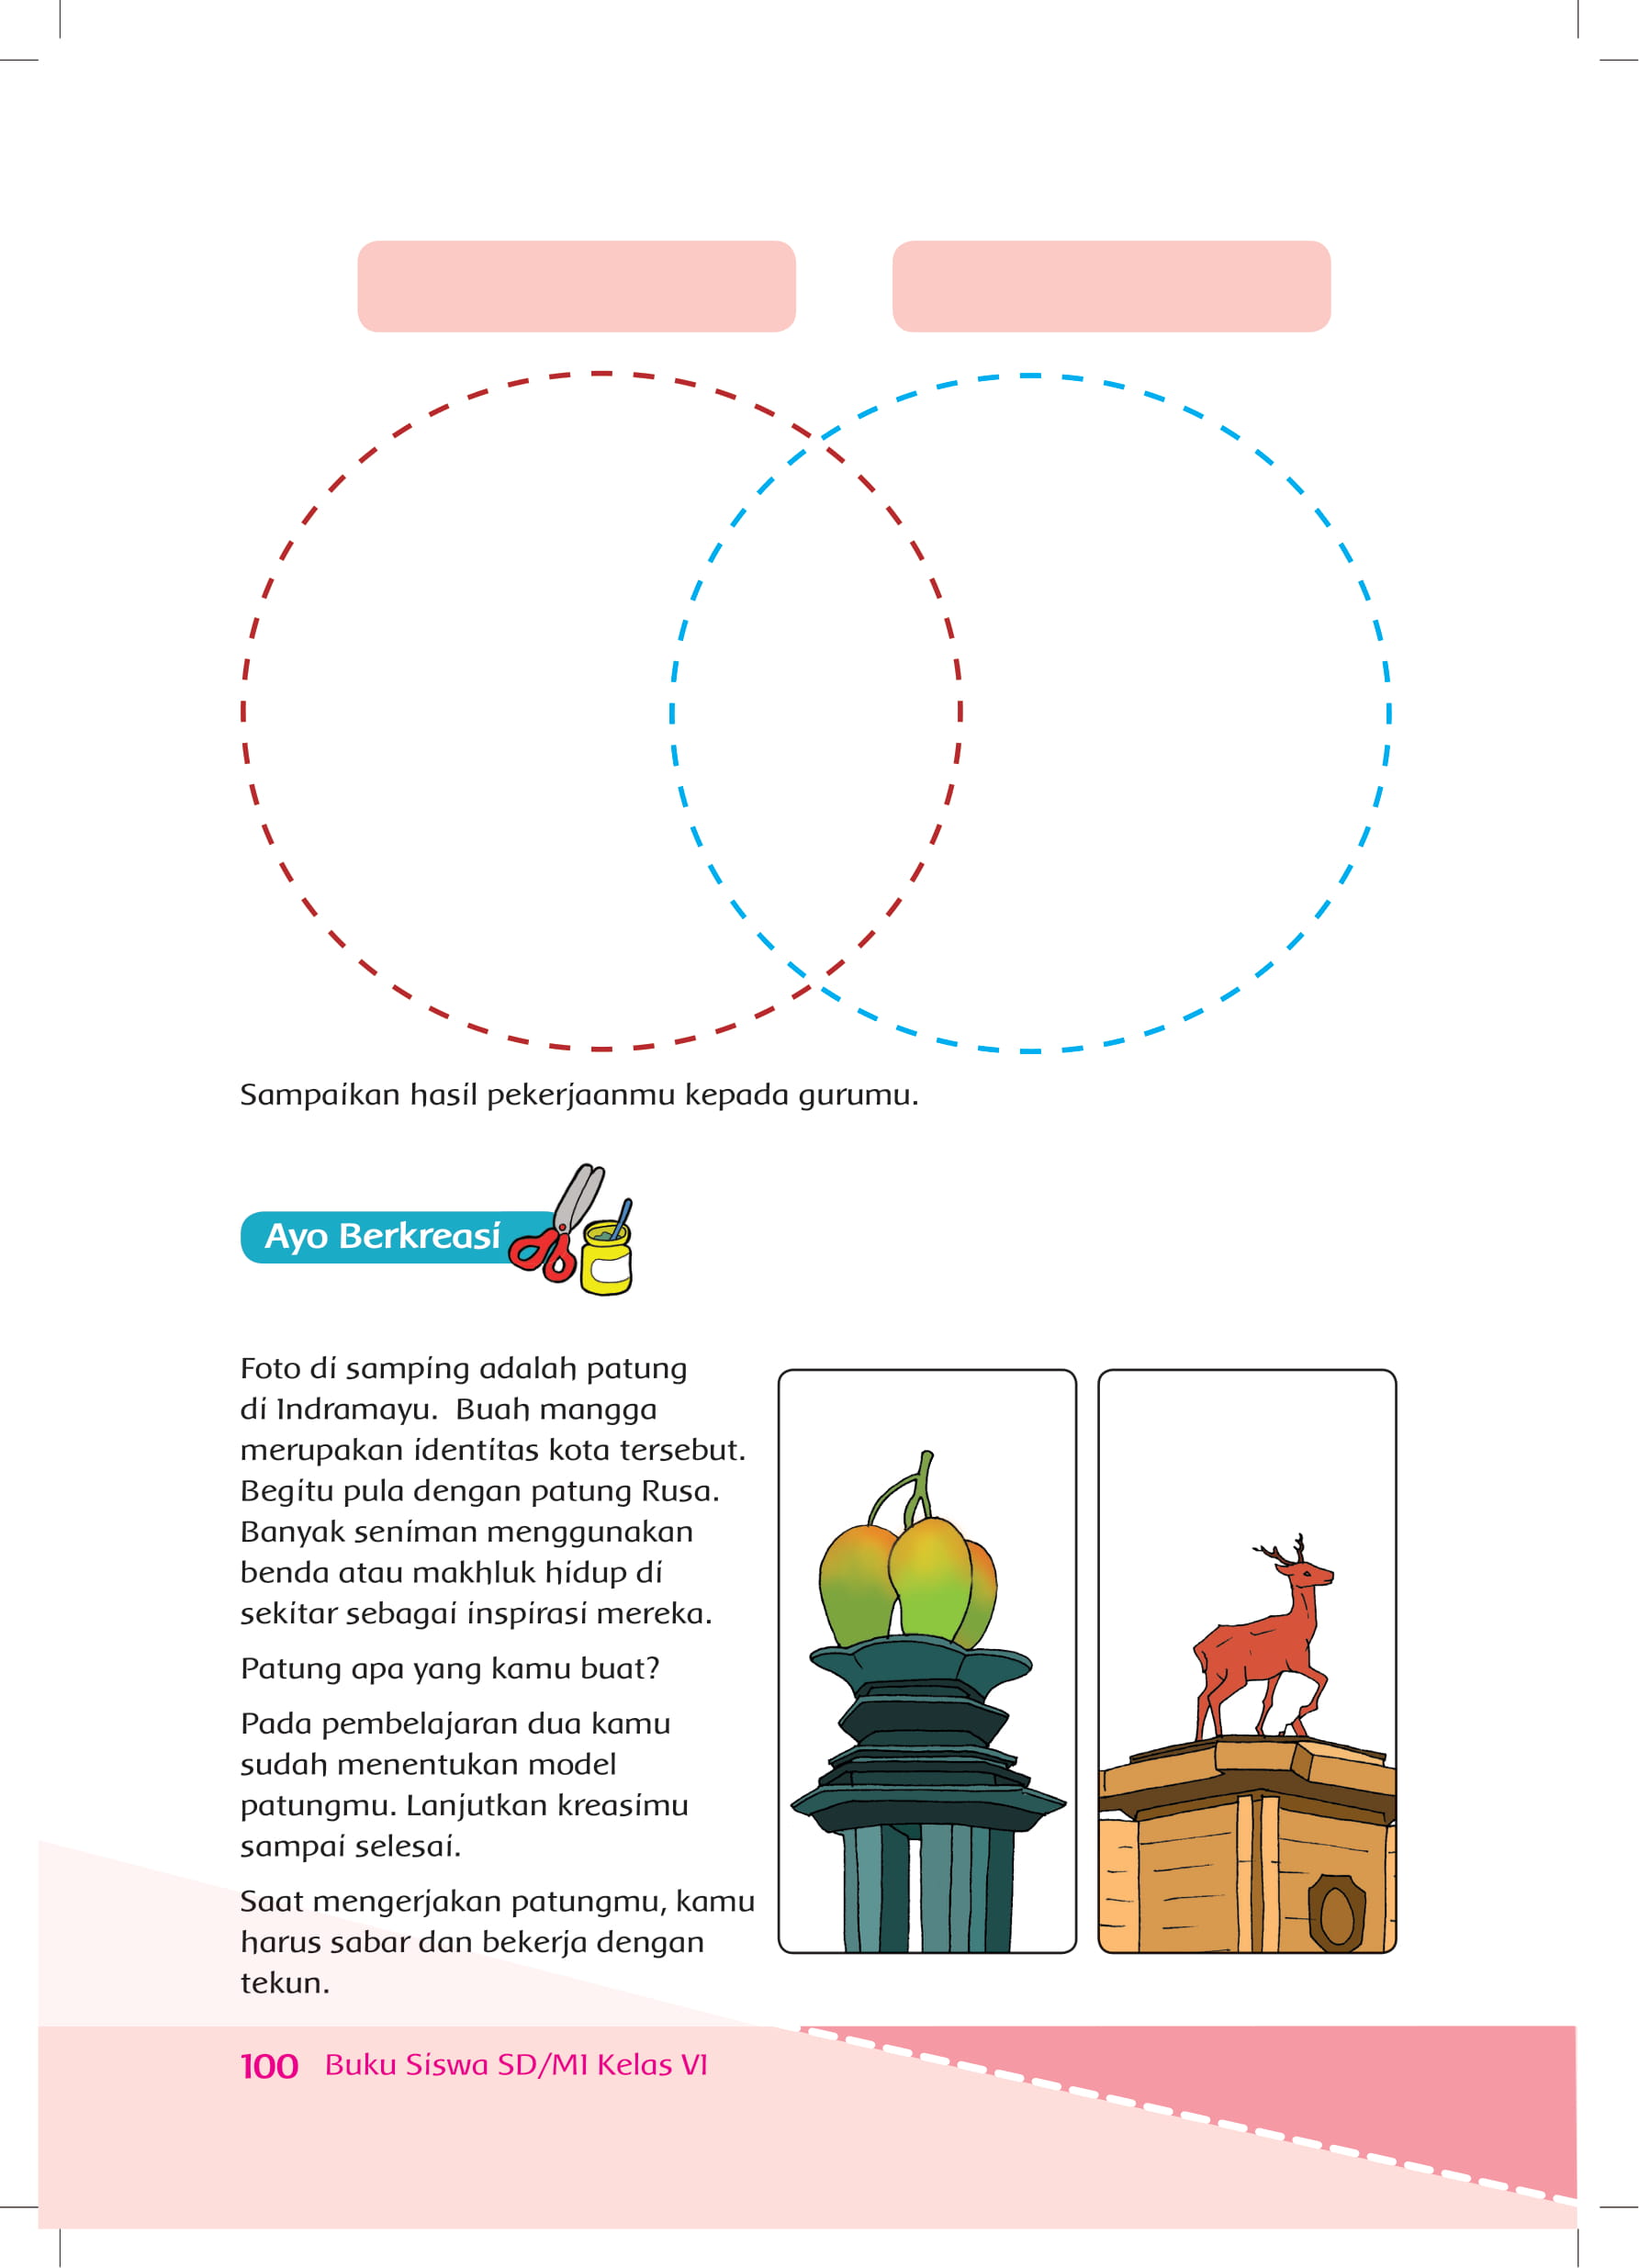 Sampaikan hasil pekerjaanmu kepada gurumu.
Ayo Berkreasi
Foto di samping adalah patung
di Indramayu.  Buah mangga
merupakan identitas kota tersebut.
Begitu pula dengan patung Rusa.
Banyak seniman menggunakan
benda atau makhluk hidup di
sekitar sebagai inspirasi mereka.
Patung apa yang kamu buat?
Pada pembelajaran dua kamu
sudah menentukan model
patungmu. Lanjutkan kreasimu
sampai selesai.
Saat mengerjakan patungmu, kamu
harus sabar dan bekerja dengan
tekun.
100 Buku Siswa SD/MI Kelas VI